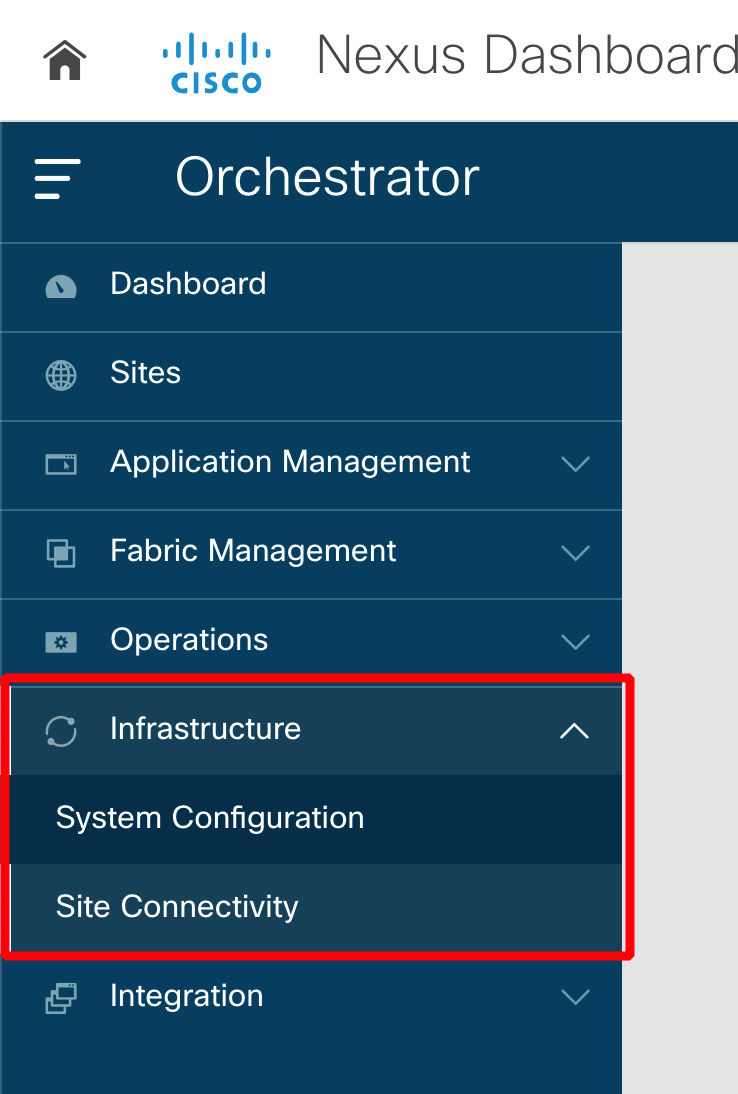 CISCO
Nexus Dashboard
Orchestrator
Dashboard
Sites
Application Management
Fabric Management
Operations
Infrastructure
System Configuration
Site Connectivity
Integration